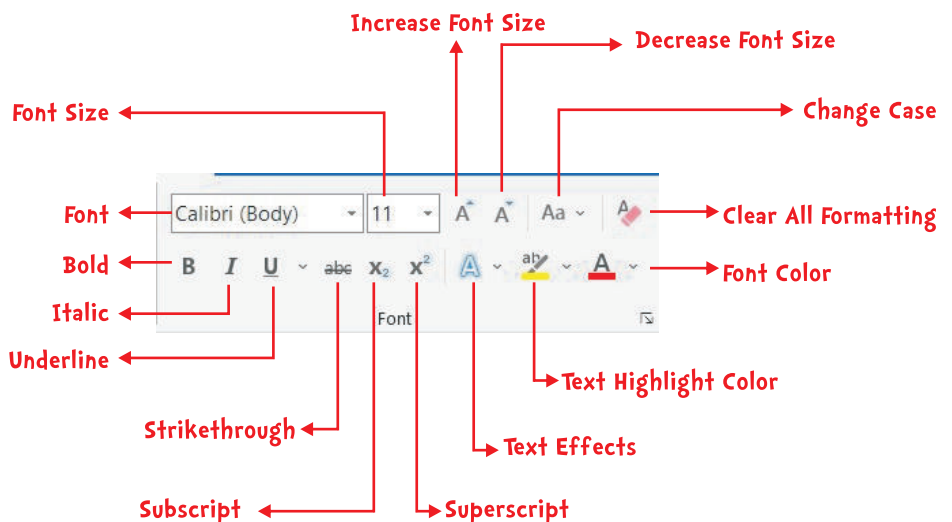 Increase Font Size
Decrease Font Size
Font Size
Change Case
Font
Calibri (Body)
11
A
A
Aa
A
Clear All Formatting
Bold
B
I
U
abc
X₂
X²
A
ab
A
Font Color
Italic
Font
Underline
Text Highlight Color
Strikethrough
Text Effects
Subscript
Superscript